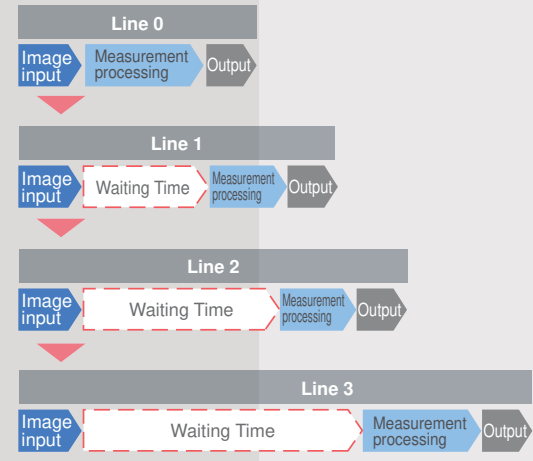 Line 0
Image
input
Measurement
processing
Output
Line 1
Image
input
Waiting Time
Measurement
processing
Output
Line 2
Image
input
Waiting Time
Measurement
processing
Output
Line 3
Image
input
Waiting Time
Measurement
processing
Output